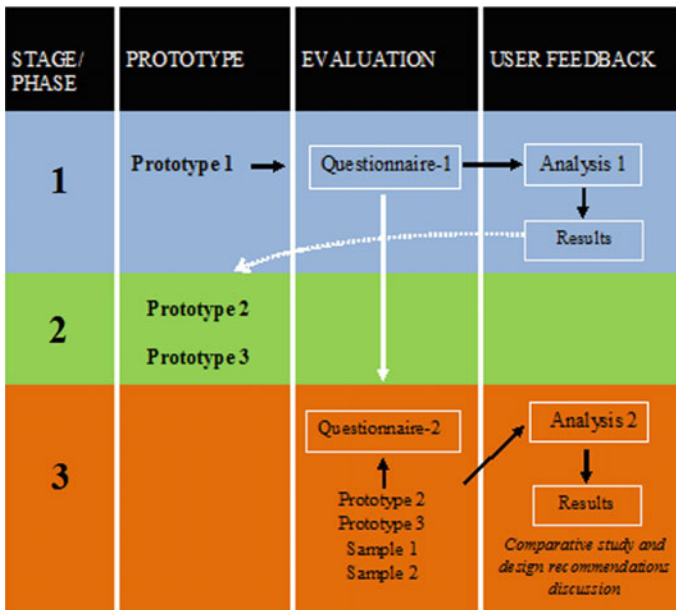 STAGE/
PHASE
PROTOTYPE
EVALUATION
USER FEEDBACK
1
Prototype 1
Questionnaire-1
Analysis 1
Results
2
Prototype 2
Prototype 3
3
Questionnaire-2
Prototype 2
Prototype 3
Sample 1
Sample 2
Analysis 2
Results
Comparative study and
design recommendations
discussion